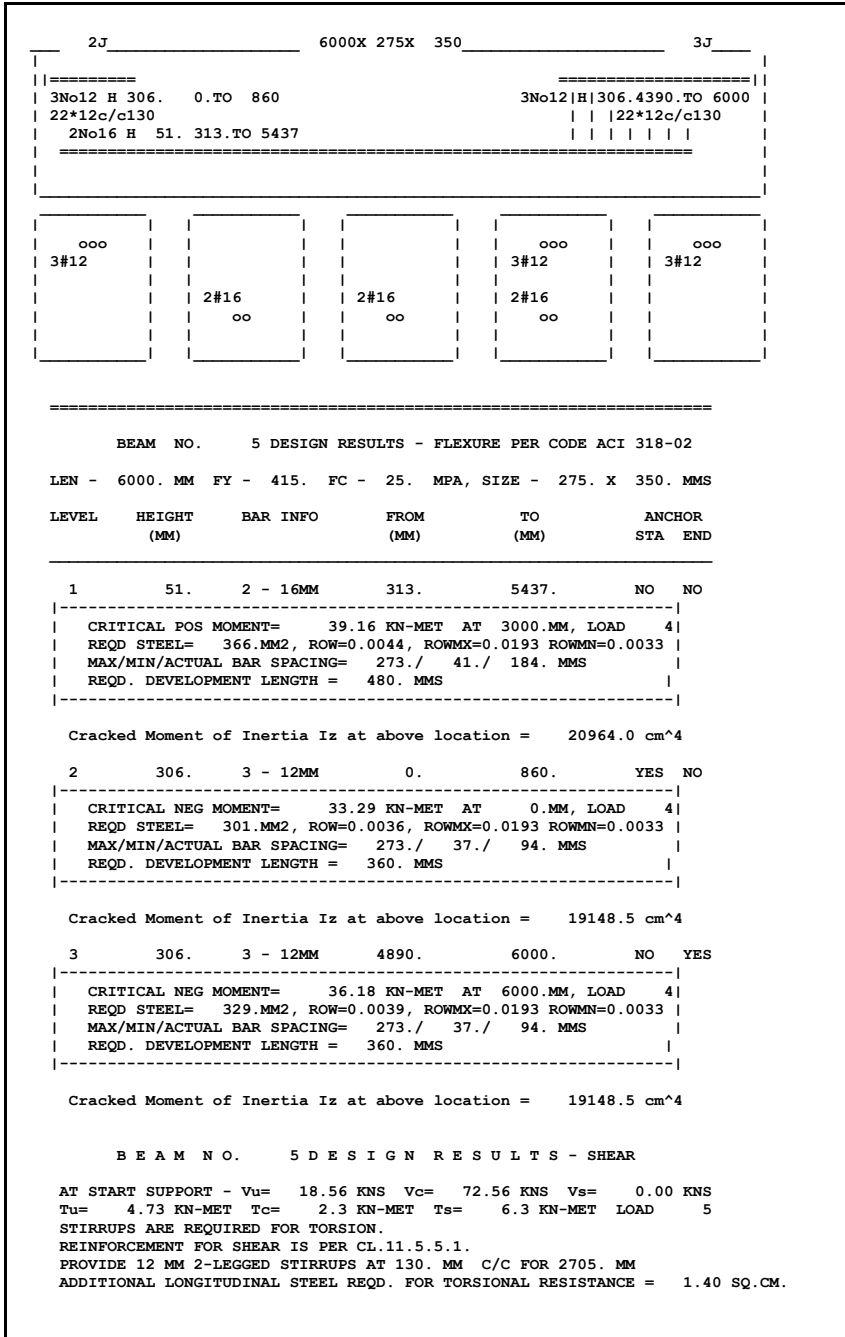 ___ 2J____________________ 6000X 275X 350_____________________ 3J____
| |
||========= ====================||
| 3No12 H 306. 0.TO 860 3No12|H|306.4390.TO 6000 |
| 22*12c/c130 | | |22*12c/c130 |
| 2No16 H 51. 313.TO 5437 | | | | | | | |
| ================================================================== |
| |
|___________________________________________________________________________|
___________ ___________ ___________ ___________ ___________
| | | | | | | | | |
| ooo | | | | | | ooo | | ooo |
| 3#12 | | | | | | 3#12 | | 3#12 |
| | | | | | | | | |
| | | 2#16 | | 2#16 | | 2#16 | | |
| | | oo | | oo | | oo | | |
| | | | | | | | | |
|___________| |___________| |___________| |___________| |___________|
=====================================================================
BEAM NO. 5 DESIGN RESULTS - FLEXURE PER CODE ACI 318-02
LEN - 6000. MM FY - 415. FC - 25. MPA, SIZE - 275. X 350. MMS
LEVEL HEIGHT BAR INFO FROM TO ANCHOR
(MM) (MM) (MM) STA END
_____________________________________________________________________
1 51. 2 - 16MM 313. 5437. NO NO
|----------------------------------------------------------------|
| CRITICAL POS MOMENT= 39.16 KN-MET AT 3000.MM, LOAD 4|
| REQD STEEL= 366.MM2, ROW=0.0044, ROWMX=0.0193 ROWMN=0.0033 |
| MAX/MIN/ACTUAL BAR SPACING= 273./ 41./ 184. MMS |
| REQD. DEVELOPMENT LENGTH = 480. MMS |
|----------------------------------------------------------------|
Cracked Moment of Inertia Iz at above location = 20964.0 cm^4
2 306. 3 - 12MM 0. 860. YES NO
|----------------------------------------------------------------|
| CRITICAL NEG MOMENT= 33.29 KN-MET AT 0.MM, LOAD 4|
| REQD STEEL= 301.MM2, ROW=0.0036, ROWMX=0.0193 ROWMN=0.0033 |
| MAX/MIN/ACTUAL BAR SPACING= 273./ 37./ 94. MMS |
| REQD. DEVELOPMENT LENGTH = 360. MMS |
|----------------------------------------------------------------|
Cracked Moment of Inertia Iz at above location = 19148.5 cm^4
3 306. 3 - 12MM 4890. 6000. NO YES
|----------------------------------------------------------------|
| CRITICAL NEG MOMENT= 36.18 KN-MET AT 6000.MM, LOAD 4|
| REQD STEEL= 329.MM2, ROW=0.0039, ROWMX=0.0193 ROWMN=0.0033 |
| MAX/MIN/ACTUAL BAR SPACING= 273./ 37./ 94. MMS |
| REQD. DEVELOPMENT LENGTH = 360. MMS |
|----------------------------------------------------------------|
Cracked Moment of Inertia Iz at above location = 19148.5 cm^4
B E A M N O. 5 D E S I G N R E S U L T S - SHEAR
AT START SUPPORT - Vu= 18.56 KNS Vc= 72.56 KNS Vs= 0.00 KNS
Tu= 4.73 KN-MET Tc= 2.3 KN-MET Ts= 6.3 KN-MET LOAD 5
STIRRUPS ARE REQUIRED FOR TORSION.
REINFORCEMENT FOR SHEAR IS PER CL.11.5.5.1.
PROVIDE 12 MM 2-LEGGED STIRRUPS AT 130. MM C/C FOR 2705. MM
ADDITIONAL LONGITUDINAL STEEL REQD. FOR TORSIONAL RESISTANCE = 1.40 SQ.CM.